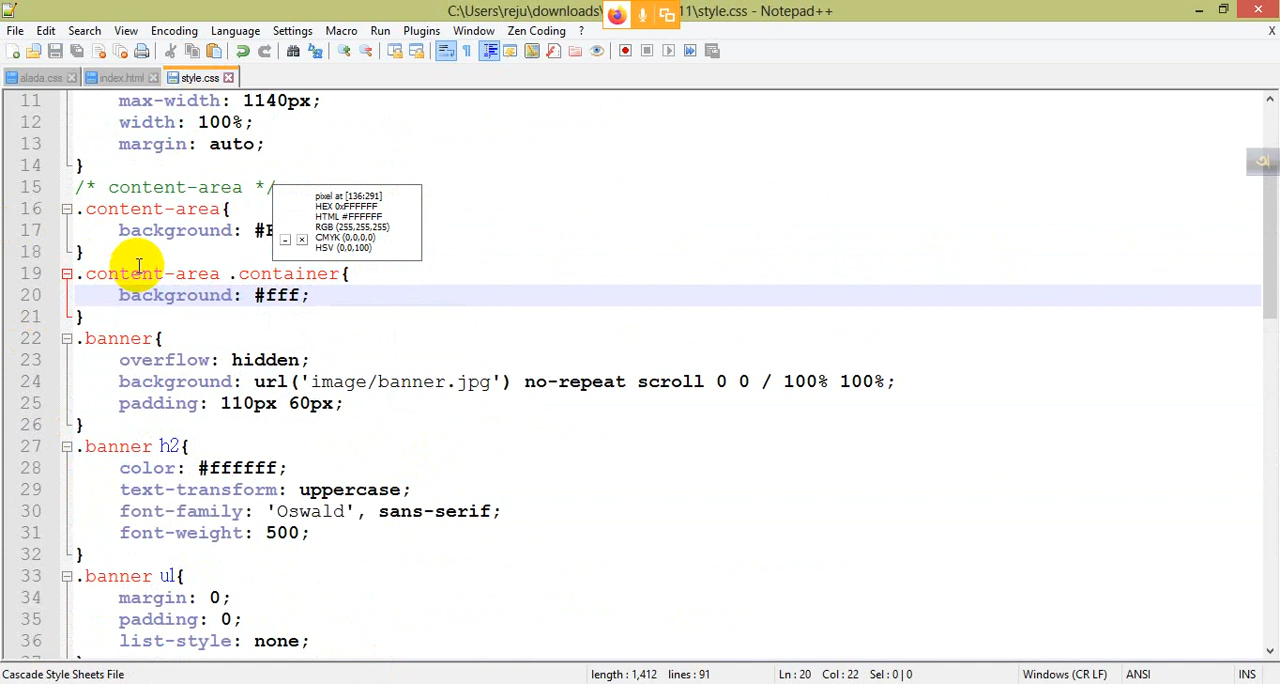 C:\Users\reju\downloads\ 11\style.css - Notepad++
X
File Edit Search View Encoding Language Settings Macro Run Plugins Window Zen Coding ? X
alada.css index.html style.css
11 max-width: 1140px;
12 width: 100%;
13 margin: auto;
14 }
15 /* content-area */
pixel at [136:291]
HEX 0xFFFFFF
HTML #FFFFFF
RGB (255,255,255)
CMYK (0,0,0,0)
HSV (0,0,100)
16 .content-area{
17 background:
18 }
19 .content-area .container{
20 background: #fff;
21 }
22 .banner{
23 overflow: hidden;
24 background: url('image/banner.jpg') no-repeat scroll 0 0 / 100% 100%;
25 padding: 110px 60px;
26 }
27 .banner h2{
28 color: #ffffff;
29 text-transform: uppercase;
30 font-family: 'Oswald', sans-serif;
31 font-weight: 500;
32 }
33 .banner ul{
34 margin: 0;
35 padding: 0;
36 list-style: none;
Cascade Style Sheets File length : 1,412 lines : 91 Ln : 20 Col : 22 Sel : 0 | 0 Windows (CR LF) ANSI INS